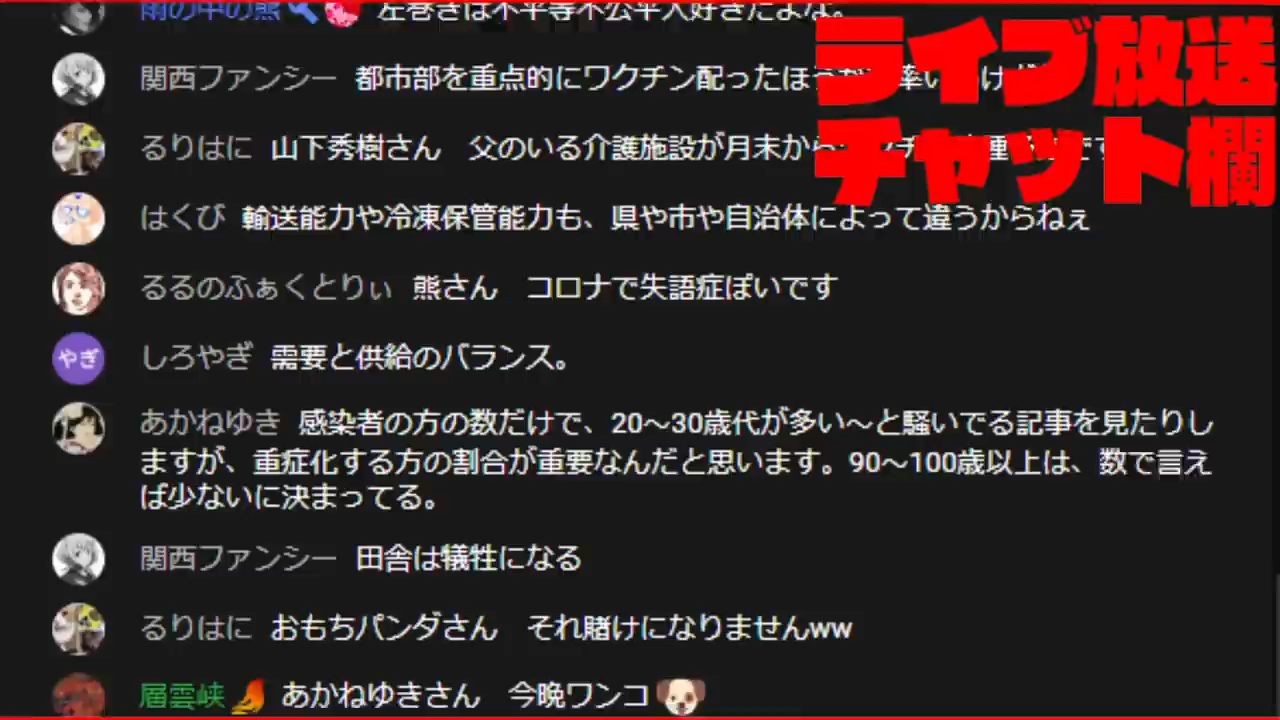 雨の中の熊 左巻きは不平等不公平大好きだよな。
ライブ放送
チャット欄
関西ファンシー 都市部を重点的にワクチン配ったほ
るりはに 山下秀樹さん 父のいる介護施設が月末から
はくび 輸送能力や冷凍保管能力も、県や市や自治体によって違うからねぇ
るるのふぁくとりぃ 熊さん コロナで失語症ぽいです
やぎ しろやぎ 需要と供給のバランス。
あかねゆき 感染者の方の数だけで、20〜30歳代が多い〜と騒いでる記事を見たりし
ますが、重症化する方の割合が重要なんだと思います。90〜100歳以上は、数で言え
ば少ないに決まってる。
関西ファンシー 田舎は犠牲になる
るりはに おもちパンダさん それ賭けになりませんww
層雲峡 あかねゆきさん 今晩ワンコ